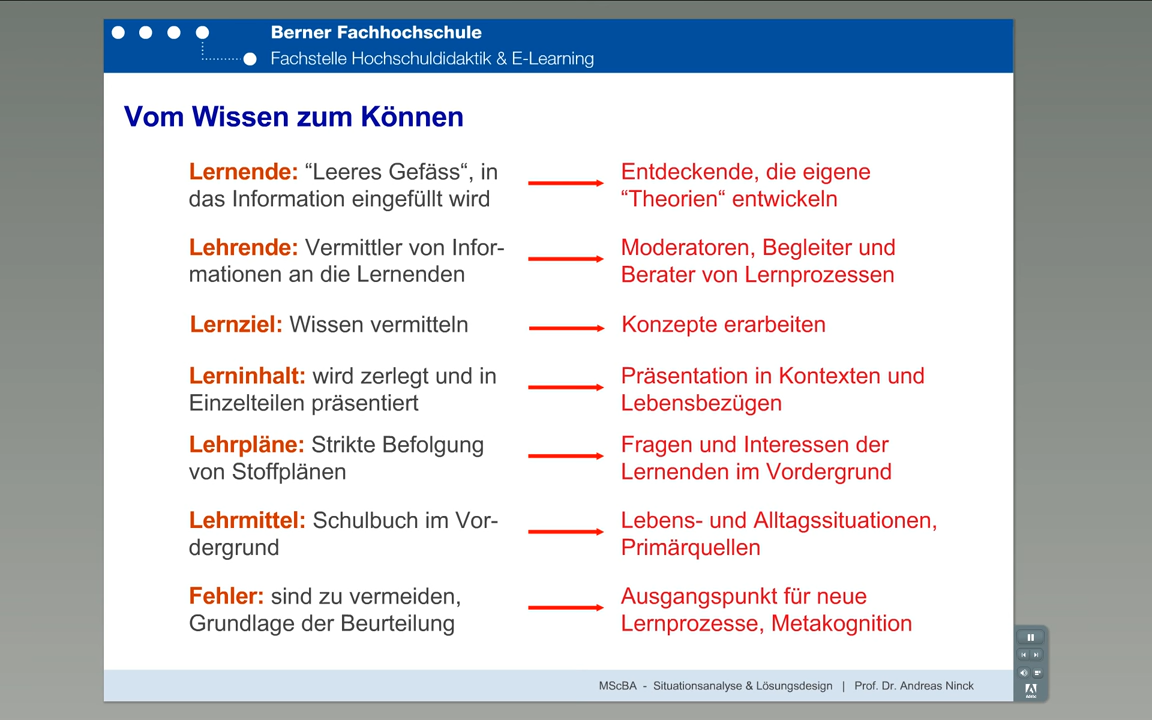 Berner Fachhochschule
Fachstelle Hochschuldidaktik & E-Learning
Vom Wissen zum Können
Lernende: “Leeres Gefäss“, in
das Information eingefüllt wird
Entdeckende, die eigene
“Theorien“ entwickeln
Lehrende: Vermittler von Infor-
mationen an die Lernenden
Moderatoren, Begleiter und
Berater von Lernprozessen
Lernziel: Wissen vermitteln
Konzepte erarbeiten
Lerninhalt: wird zerlegt und in
Einzelteilen präsentiert
Präsentation in Kontexten und
Lebensbezügen
Lehrpläne: Strikte Befolgung
von Stoffplänen
Fragen und Interessen der
Lernenden im Vordergrund
Lehrmittel: Schulbuch im Vor-
dergrund
Lebens- und Alltagssituationen,
Primärquellen
Fehler: sind zu vermeiden,
Grundlage der Beurteilung
Ausgangspunkt für neue
Lernprozesse, Metakognition
MScBA - Situationsanalyse & Lösungsdesign | Prof. Dr. Andreas Ninck